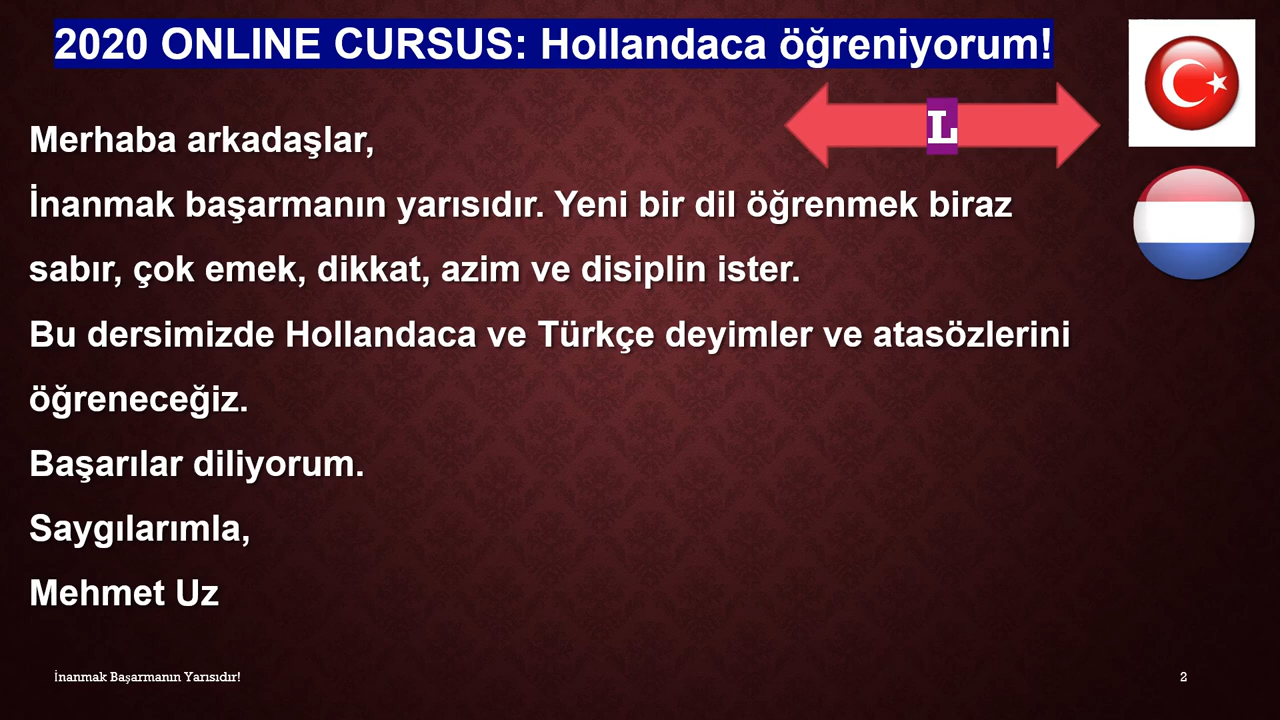 2020 ONLINE CURSUS: Hollandaca öğreniyorum!
L
Merhaba arkadaşlar,
İnanmak başarmanın yarısıdır. Yeni bir dil öğrenmek biraz
sabır, çok emek, dikkat, azim ve disiplin ister.
Bu dersimizde Hollandaca ve Türkçe deyimler ve atasözlerini
öğreneceğiz.
Başarılar diliyorum.
Saygılarımla,
Mehmet Uz
İnanmak Başarmanın Yarısıdır!
2